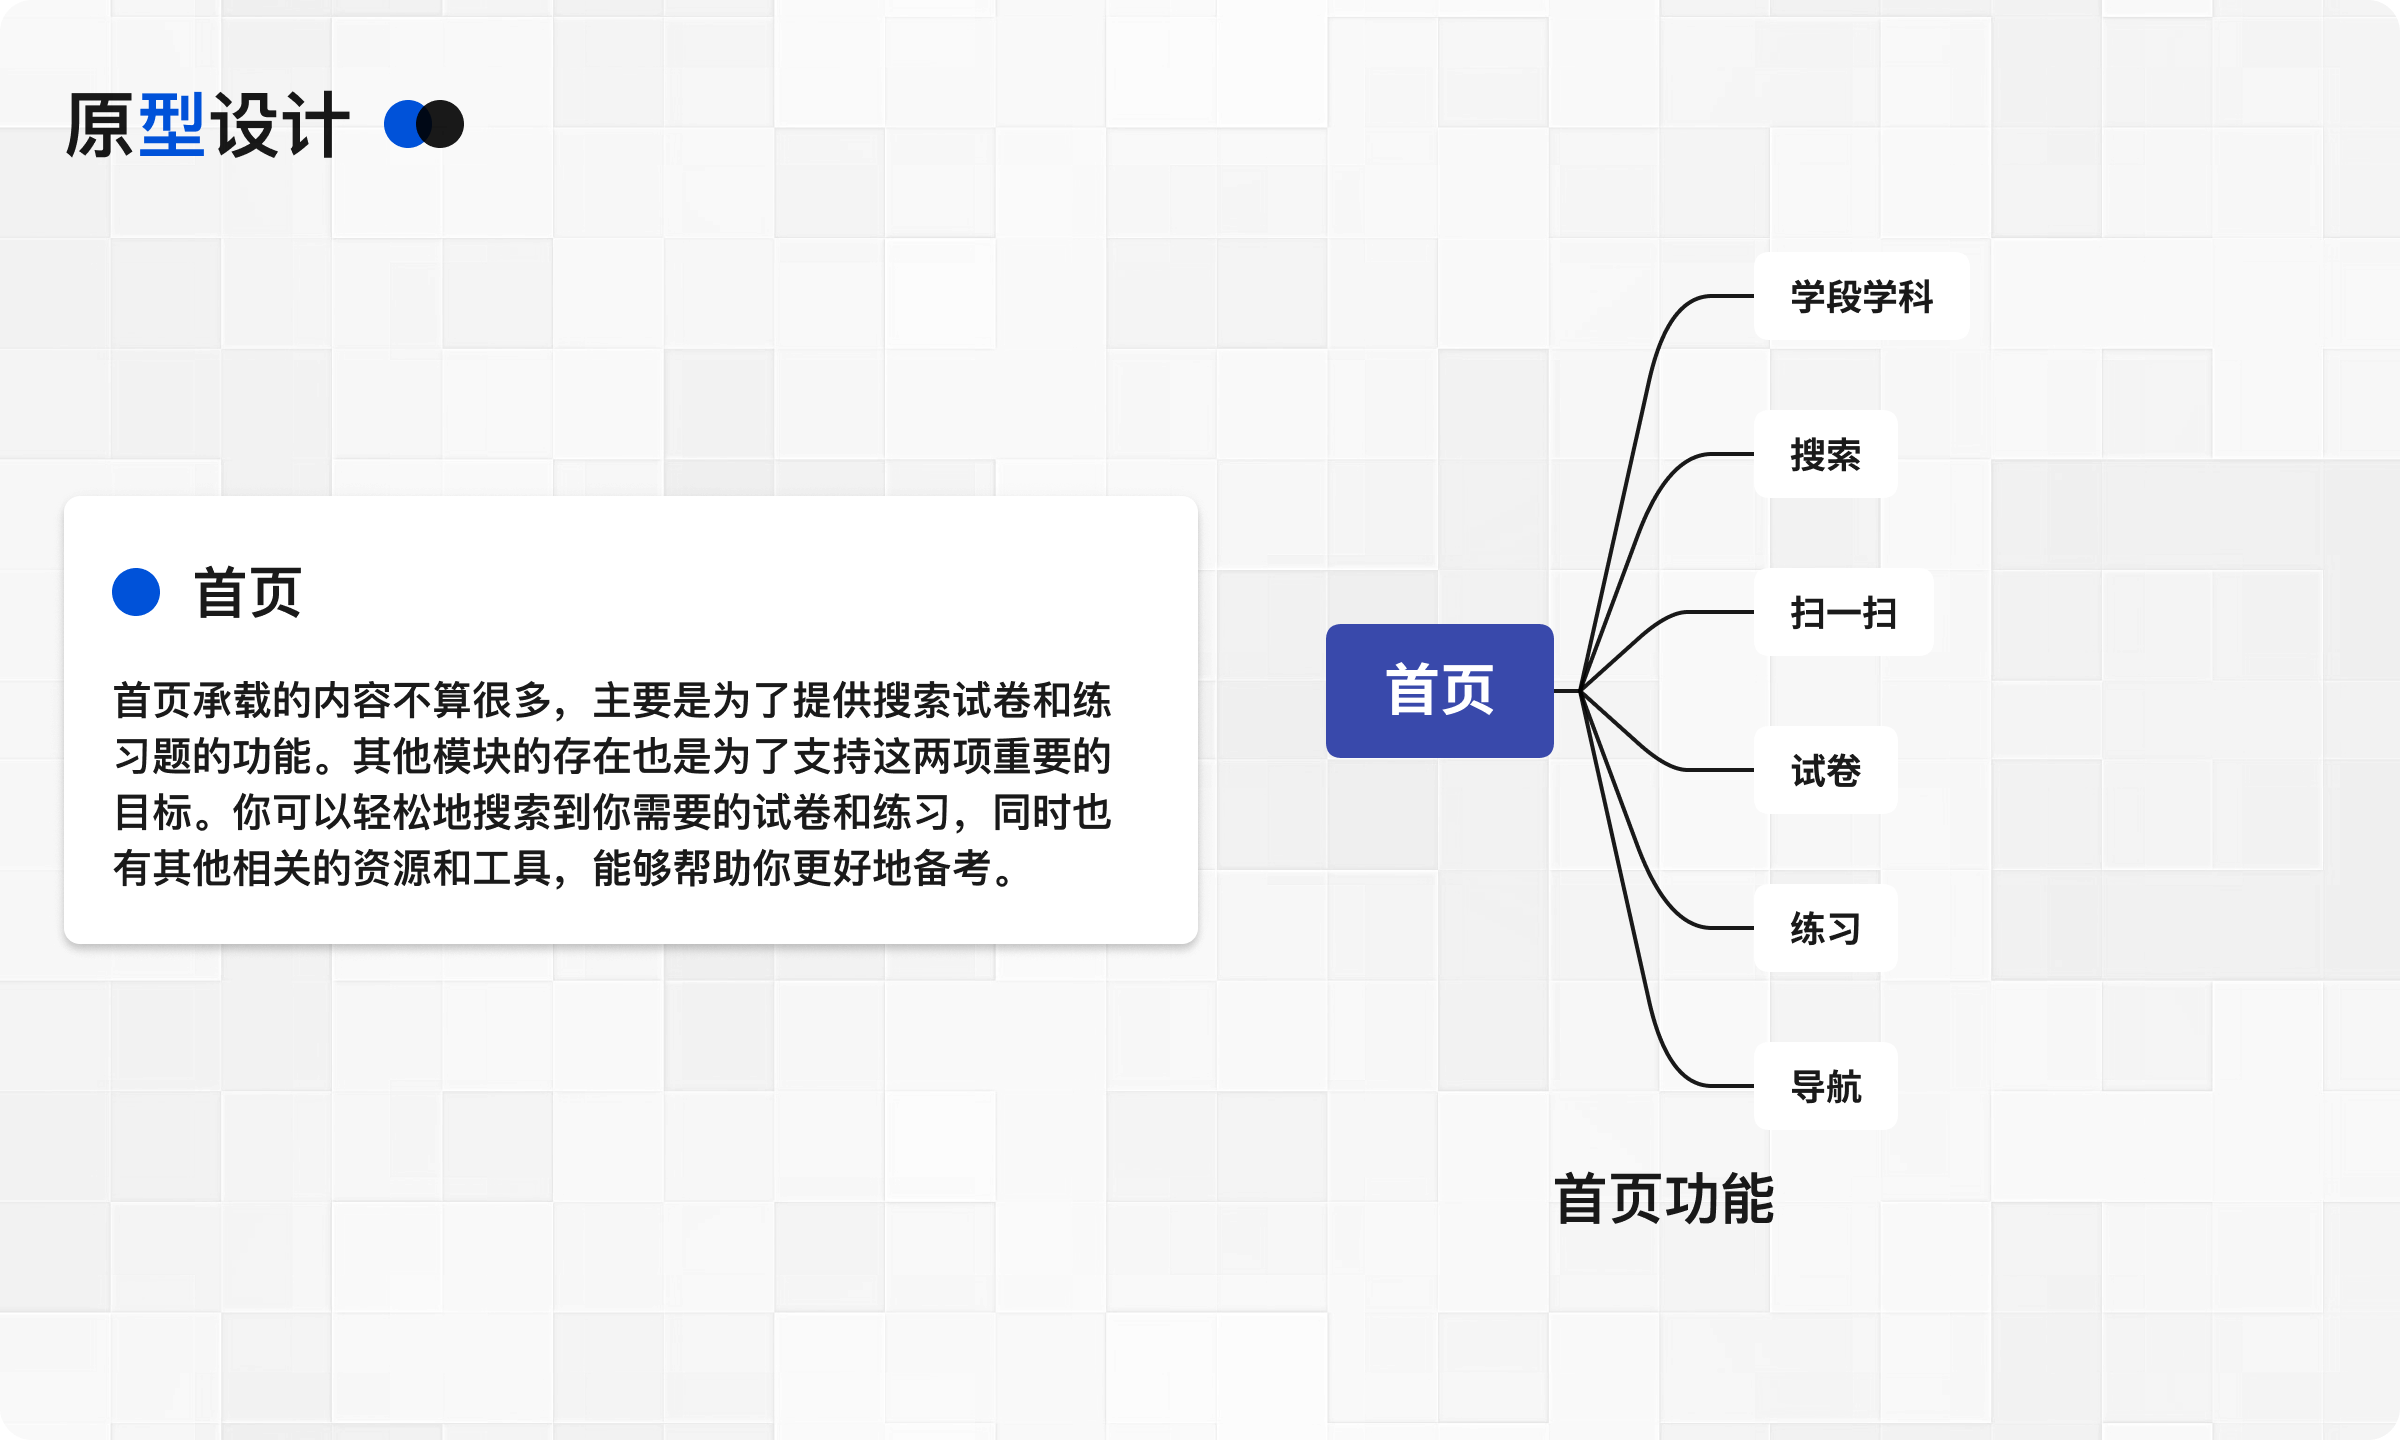 原型设计
首页
首页承载的内容不算很多，主要是为了提供搜索试卷和练
习题的功能。其他模块的存在也是为了支持这两项重要的
目标。你可以轻松地搜索到你需要的试卷和练习，同时也
有其他相关的资源和工具，能够帮助你更好地备考。
首页
学段学科
搜索
扫一扫
试卷
练习
导航
首页功能